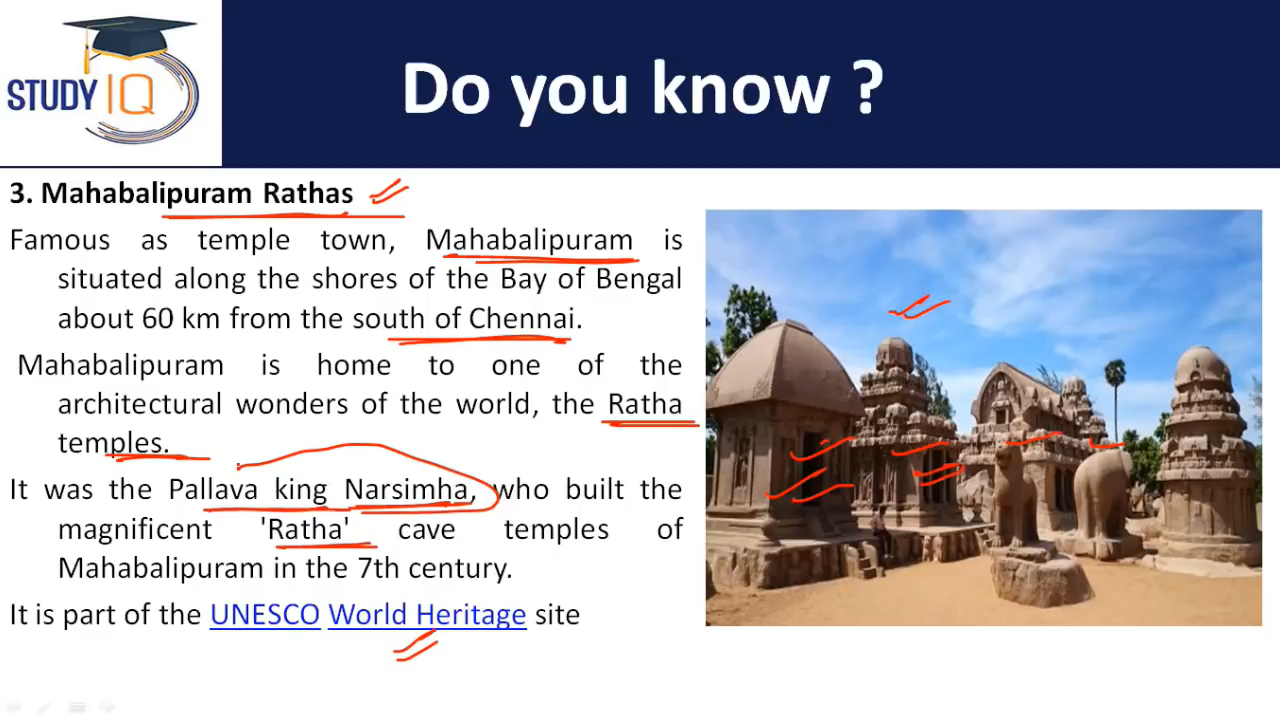 STUDY IQ
Do you know ?
3. Mahabalipuram Rathas
Famous as temple town, Mahabalipuram is
situated along the shores of the Bay of Bengal
about 60 km from the south of Chennai.
Mahabalipuram is home to one of the
architectural wonders of the world, the Ratha
temples.
It was the Pallava king Narsimha, who built the
magnificent 'Ratha' cave temples of
Mahabalipuram in the 7th century.
It is part of the UNESCO World Heritage site